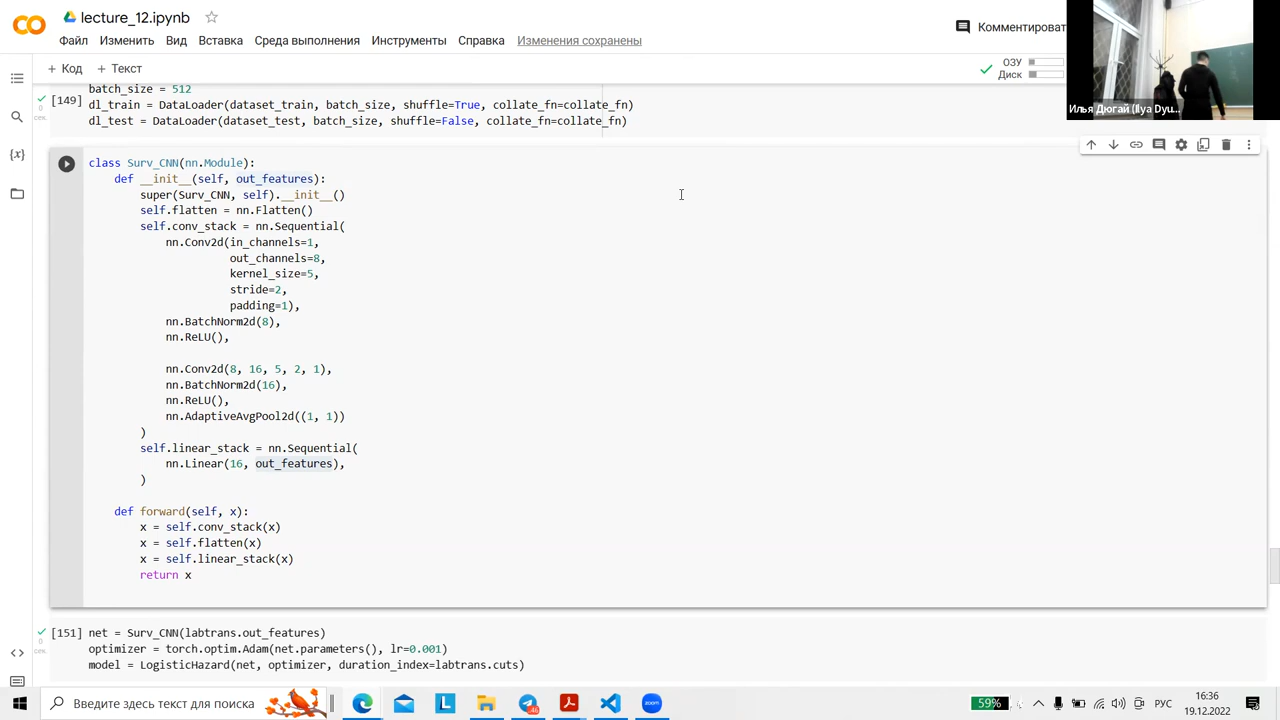 lecture_12.ipynb
Файл Изменить Вид Вставка Среда выполнения Инструменты Справка Изменения сохранены
Комментироват
Илья Дюгай (Ilya Dyu...
+ Код + Текст
ОЗУ
Диск
batch_size = 512
[149] dl_train = DataLoader(dataset_train, batch_size, shuffle=True, collate_fn=collate_fn)
0 dl_test = DataLoader(dataset_test, batch_size, shuffle=False, collate_fn=collate_fn)
сек.
class Surv_CNN(nn.Module):
def __init__(self, out_features):
super(Surv_CNN, self).__init__()
self.flatten = nn.Flatten()
self.conv_stack = nn.Sequential(
nn.Conv2d(in_channels=1,
out_channels=8,
kernel_size=5,
stride=2,
padding=1),
nn.BatchNorm2d(8),
nn.ReLU(),
nn.Conv2d(8, 16, 5, 2, 1),
nn.BatchNorm2d(16),
nn.ReLU(),
nn.AdaptiveAvgPool2d((1, 1))
)
self.linear_stack = nn.Sequential(
nn.Linear(16, out_features),
)
def forward(self, x):
x = self.conv_stack(x)
x = self.flatten(x)
x = self.linear_stack(x)
return x
[151] net = Surv_CNN(labtrans.out_features)
0 optimizer = torch.optim.Adam(net.parameters(), lr=0.001)
сек. model = LogisticHazard(net, optimizer, duration_index=labtrans.cuts)
Введите здесь текст для поиска
zoom
59%
РУС
16:36
19.12.2022